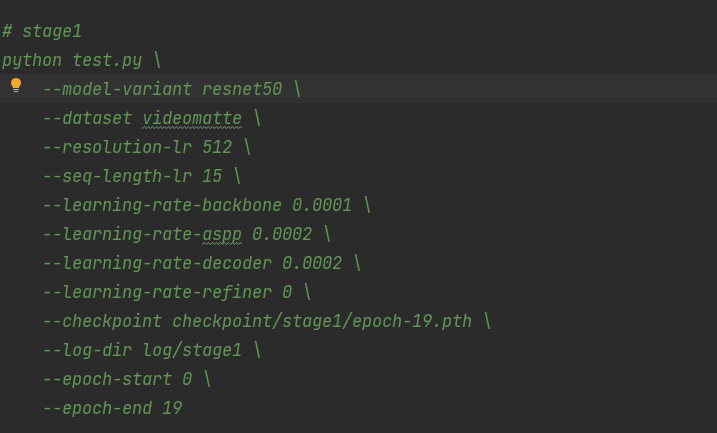 # stage1
python test.py \
--model-variant resnet50 \
--dataset videomatte \
--resolution-lr 512 \
--seq-length-lr 15 \
--learning-rate-backbone 0.0001 \
--learning-rate-aspp 0.0002 \
--learning-rate-decoder 0.0002 \
--learning-rate-refiner 0 \
--checkpoint checkpoint/stage1/epoch-19.pth \
--log-dir log/stage1 \
--epoch-start 0 \
--epoch-end 19